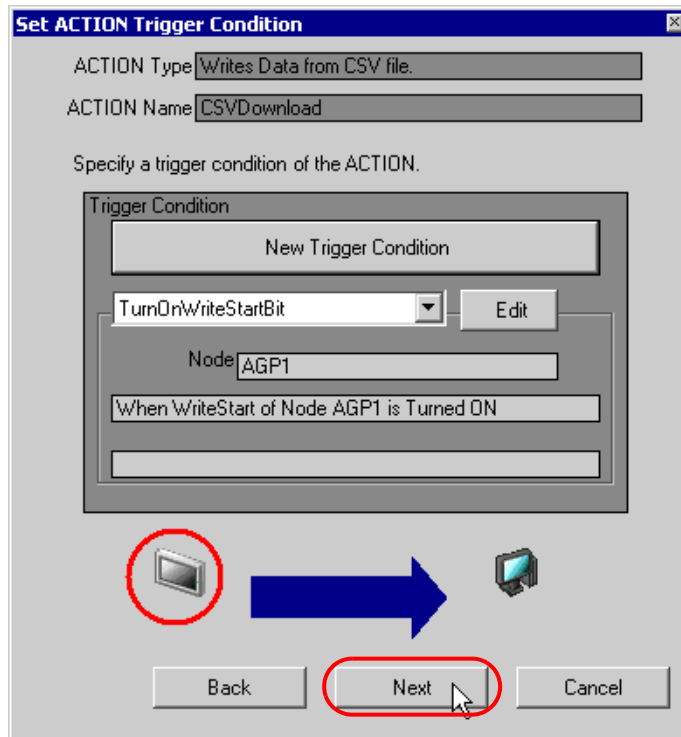 Set ACTION Trigger Condition
ACTION Type Writes Data from CSV file.
ACTION Name CSVDownload
Specify a trigger condition of the ACTION.
Trigger Condition
New Trigger Condition
TurnOnWriteStartBit Edit
Node AGP1
When WriteStart of Node AGP1 is Turned ON
Back Next Cancel